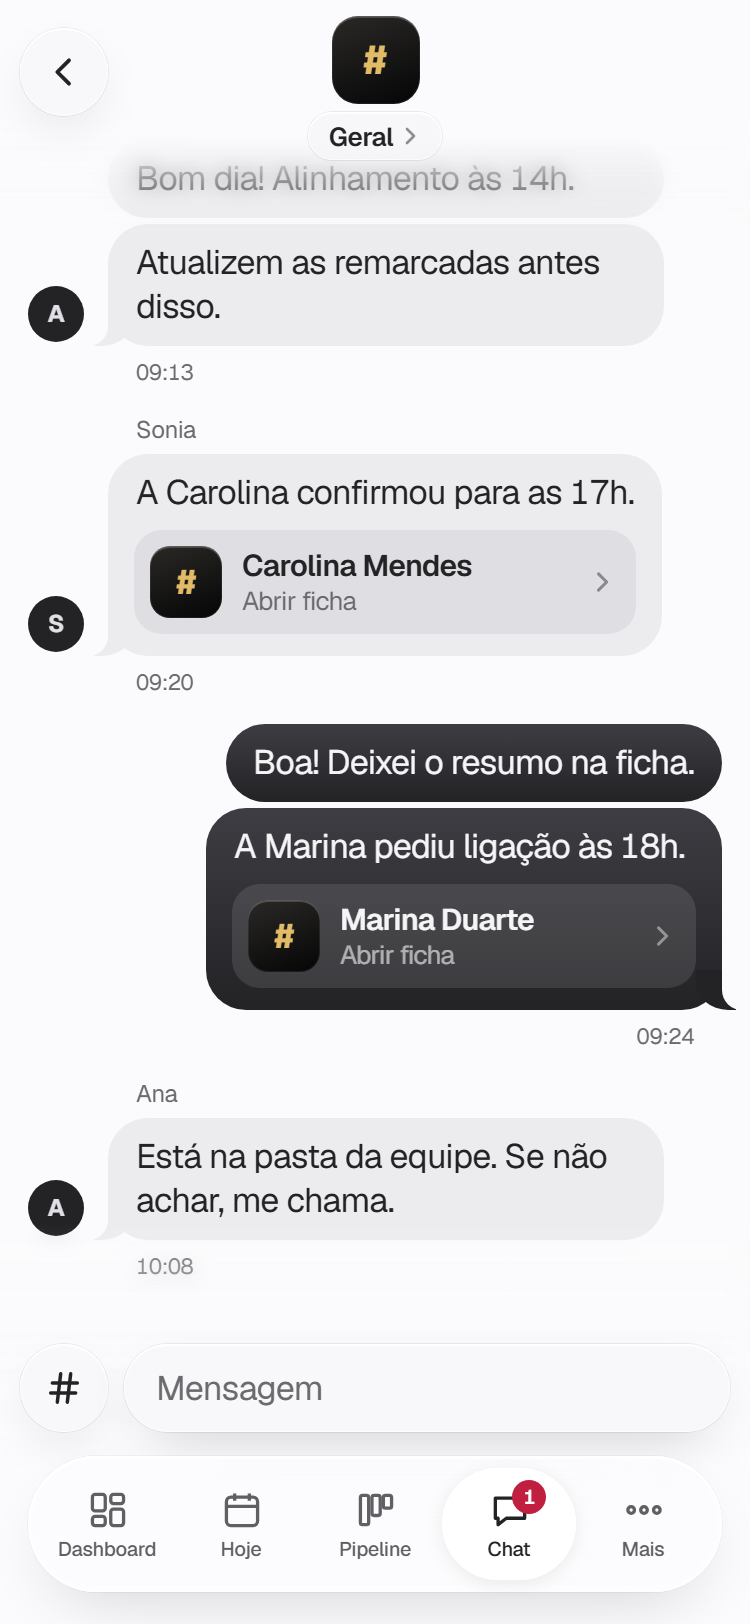 #
Geral
Bom dia! Alinhamento às 14h.
Atualizem as remarcadas antes
disso.
A
09:13
Sonia
A Carolina confirmou para as 17h.
#
Carolina Mendes
Abrir ficha
S
09:20
Boa! Deixei o resumo na ficha.
A Marina pediu ligação às 18h.
#
Marina Duarte
Abrir ficha
09:24
Ana
Está na pasta da equipe. Se não
achar, me chama.
A
10:08
#
Mensagem
1
Dashboard
Hoje
Pipeline
Chat
Mais